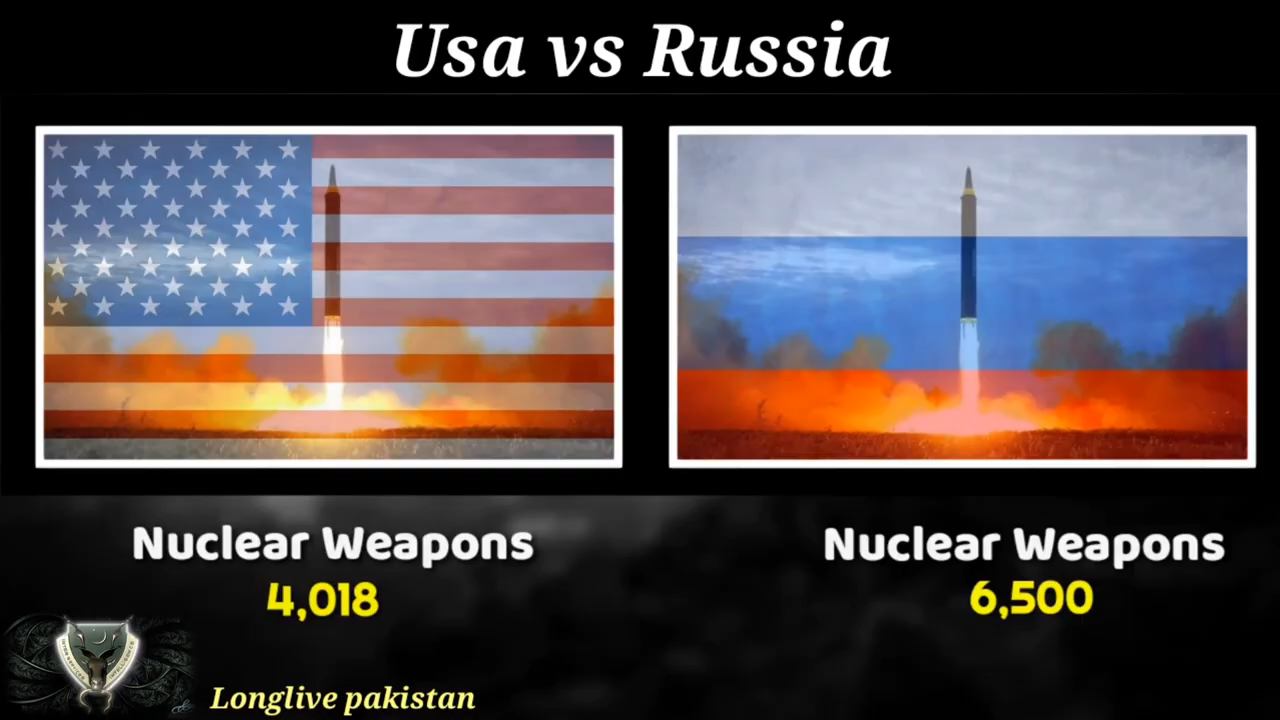 Usa vs Russia
Nuclear Weapons
4,018
Nuclear Weapons
6,500
Longlive pakistan